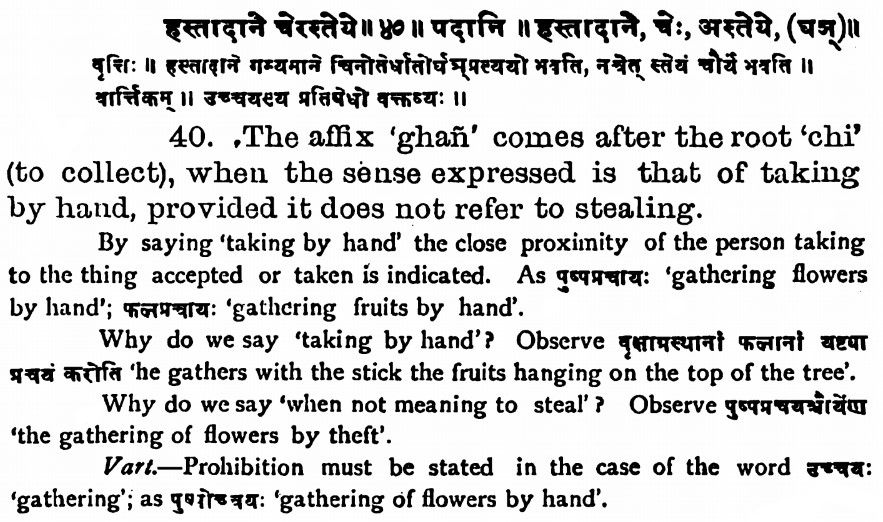 हस्तादाने चेरस्तेये॥ ४० ॥ पदानि ॥ हस्तादाने, चेः, अस्तेये, (घञ्)॥
वृत्तिः ॥ हस्तादाने गम्यमाने चिनोतेर्धातोर्घञ्प्रत्ययो भवति, नचेत् स्तेयं चौर्यं भवति ॥
वार्त्तिकम् ॥ उच्चयस्य प्रतिषेधो वक्तव्यः ॥
40. The affix 'ghañ' comes after the root 'chi'
(to collect), when the sense expressed is that of taking
by hand, provided it does not refer to stealing.
By saying 'taking by hand' the close proximity of the person taking
to the thing accepted or taken is indicated. As पुष्पप्रचायः 'gathering flowers
by hand'; फलप्रचायः 'gathering fruits by hand'.
Why do we say 'taking by hand'? Observe वृक्षाग्रस्थानां फलानां यष्ट्या
प्रचयं करोति 'he gathers with the stick the fruits hanging on the top of the tree'.
Why do we say 'when not meaning to steal'? Observe पुष्पप्रचयश्चौर्येण
'the gathering of flowers by theft'.
Vart.—Prohibition must be stated in the case of the word उच्चयः
'gathering'; as पुष्पोच्चयः 'gathering of flowers by hand'.